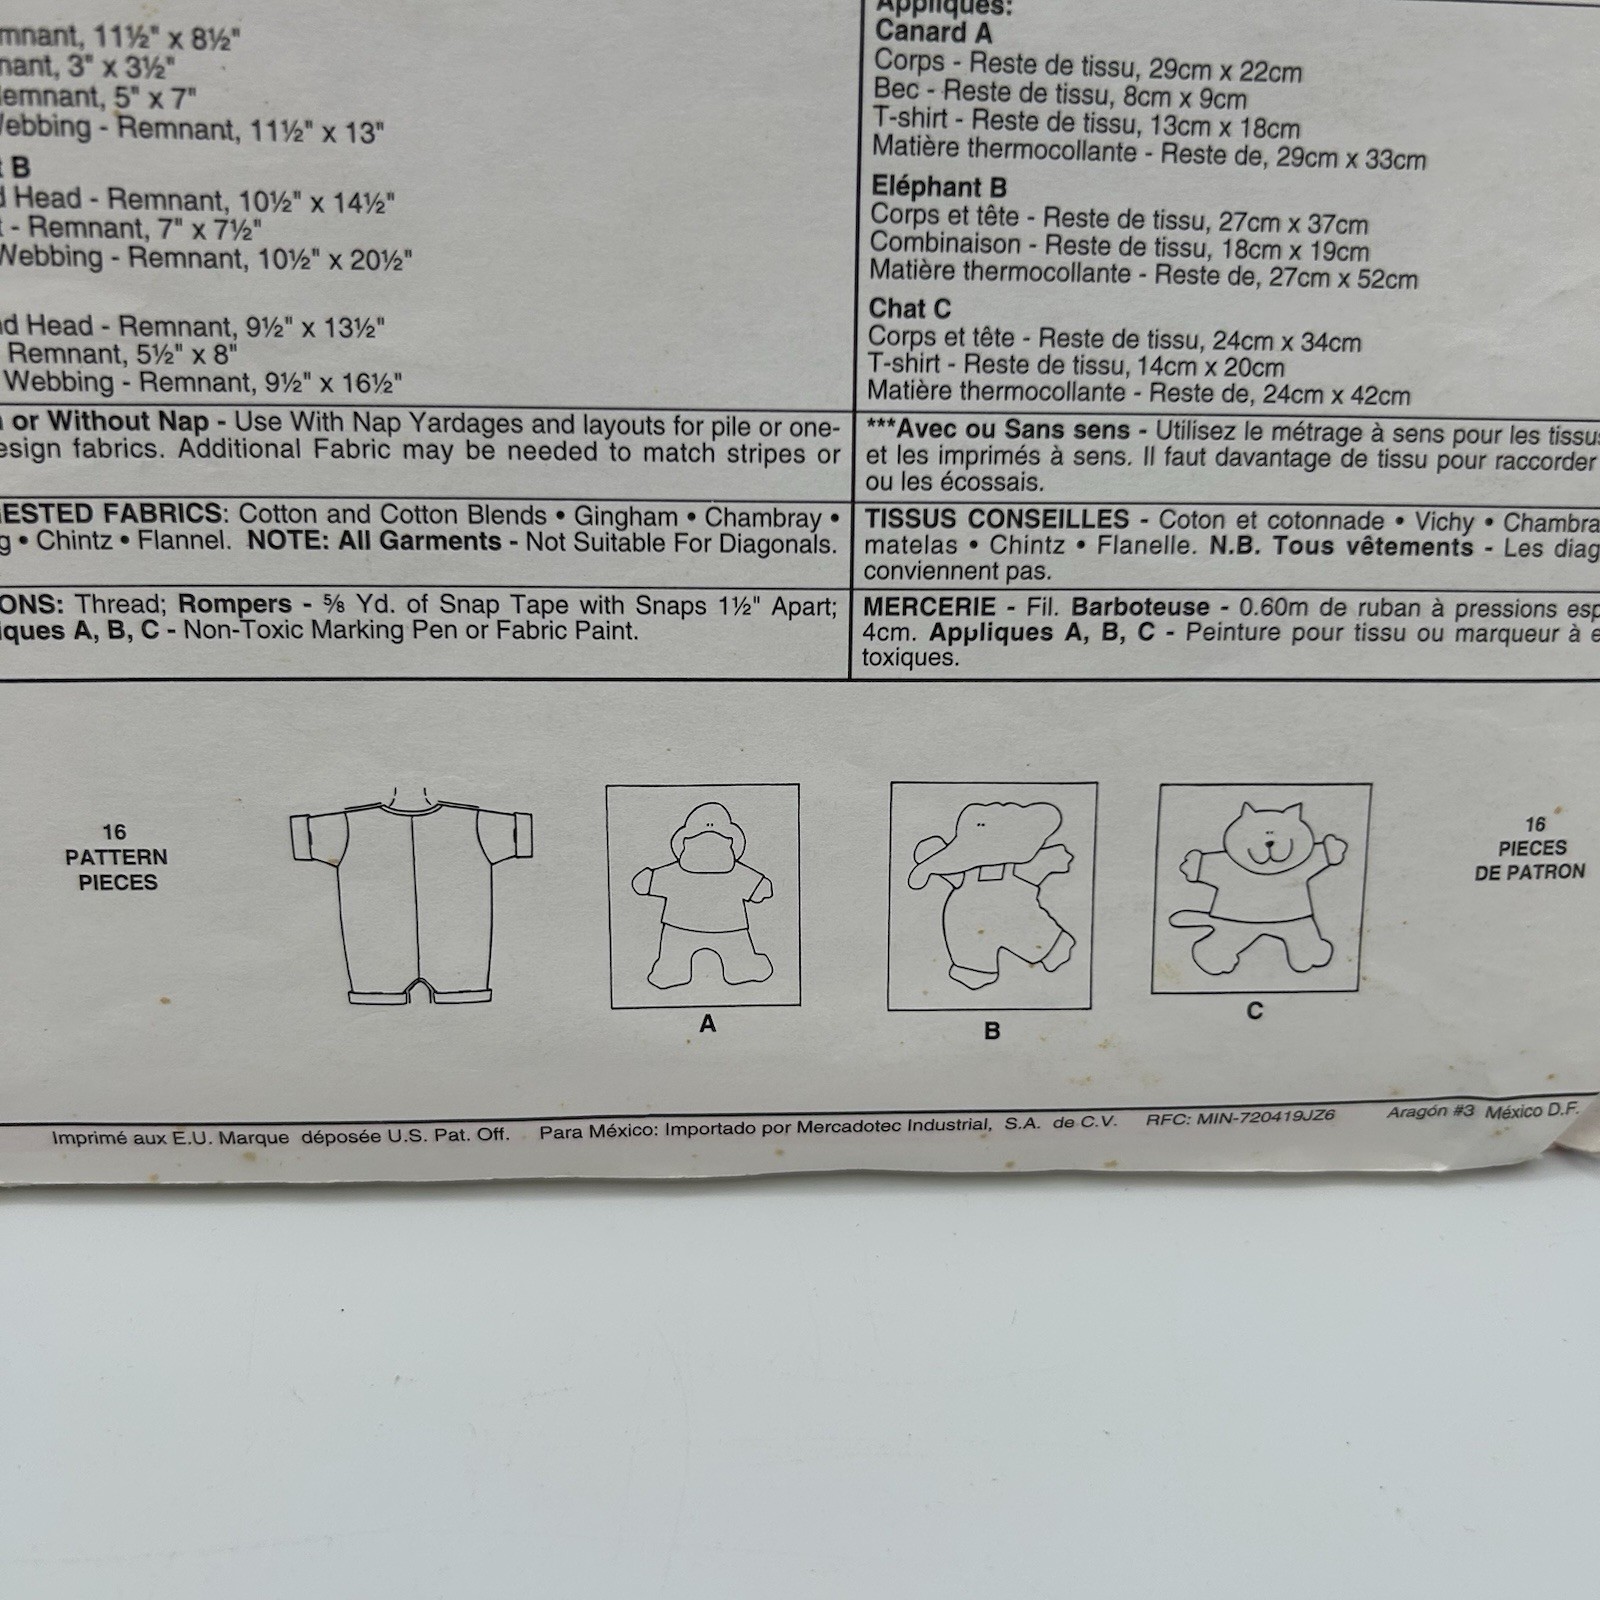 11½" x 8½"
3" x 3½"
5" x 7"
Webbing - Remnant, 11½" x 13"
B
Head - Remnant, 10½" x 14½"
- Remnant, 7" x 7½"
Webbing - Remnant, 10½" x 20½"
Head - Remnant, 9½" x 13½"
Remnant, 5½" x 8"
Webbing - Remnant, 9½" x 16½"
or Without Nap - Use With Nap Yardages and layouts for pile or one-
design fabrics. Additional Fabric may be needed to match stripes or
FABRICS: Cotton and Cotton Blends • Gingham • Chambray •
• Chintz • Flannel. NOTE: All Garments - Not Suitable For Diagonals.
Thread; Rompers - ⅝ Yd. of Snap Tape with Snaps 1½" Apart;
A, B, C - Non-Toxic Marking Pen or Fabric Paint.
Appliques:
Canard A
Corps - Reste de tissu, 29cm x 22cm
Bec - Reste de tissu, 8cm x 9cm
T-shirt - Reste de tissu, 13cm x 18cm
Matière thermocollante - Reste de, 29cm x 33cm
Eléphant B
Corps et tête - Reste de tissu, 27cm x 37cm
Combinaison - Reste de tissu, 18cm x 19cm
Matière thermocollante - Reste de, 27cm x 52cm
Chat C
Corps et tête - Reste de tissu, 24cm x 34cm
T-shirt - Reste de tissu, 14cm x 20cm
Matière thermocollante - Reste de, 24cm x 42cm
***Avec ou Sans sens - Utilisez le métrage à sens pour les tissus
et les imprimés à sens. Il faut davantage de tissu pour raccorder
ou les écossais.
TISSUS CONSEILLES - Coton et cotonnade • Vichy •
matelas • Chintz • Flanelle. N.B. Tous vêtements - Les
conviennent pas.
MERCERIE - Fil. Barboteuse - 0.60m de ruban à pressions
4cm. Appliques A, B, C - Peinture pour tissu ou marqueur à
toxiques.
16
PATTERN
PIECES
A
B
C
16
PIECES
DE PATRON
Imprimé aux E.U. Marque déposée U.S. Pat. Off. Para México: Importado por Mercadotec Industrial, S.A. de C.V. RFC: MIN-720419JZ6 Aragón #3 México D.F.